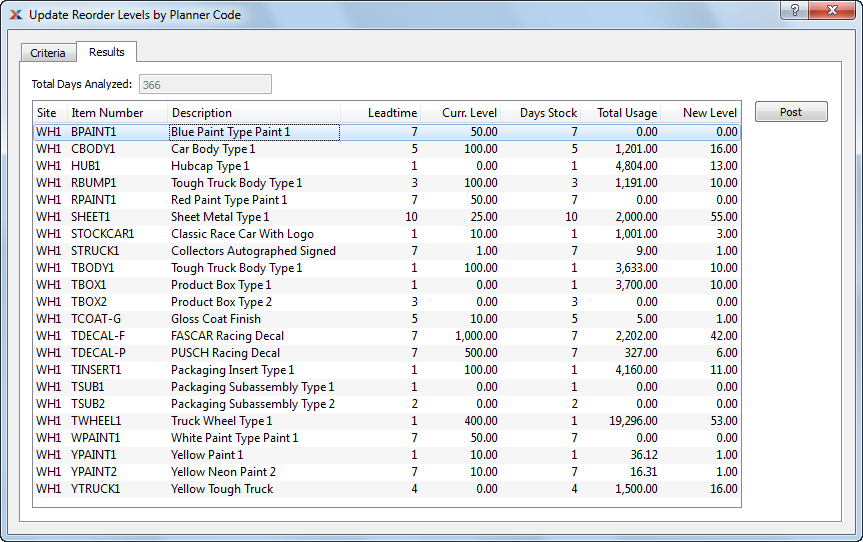 Update Reorder Levels by Planner Code
?
Criteria Results
Total Days Analyzed: 366
Site Item Number Description Leadtime Curr. Level Days Stock Total Usage New Level Post
WH1 BPAINT1 Blue Paint Type Paint 1 7 50.00 7 0.00 0.00
WH1 CBODY1 Car Body Type 1 5 100.00 5 1,201.00 16.00
WH1 HUB1 Hubcap Type 1 1 0.00 1 4,804.00 13.00
WH1 RBUMP1 Tough Truck Body Type 1 3 100.00 3 1,191.00 10.00
WH1 RPAINT1 Red Paint Type Paint 1 7 50.00 7 0.00 0.00
WH1 SHEET1 Sheet Metal Type 1 10 25.00 10 2,000.00 55.00
WH1 STOCKCAR1 Classic Race Car With Logo 1 10.00 1 1,001.00 3.00
WH1 STRUCK1 Collectors Autographed Signed 7 1.00 7 9.00 1.00
WH1 TBODY1 Tough Truck Body Type 1 1 100.00 1 3,633.00 10.00
WH1 TBOX1 Product Box Type 1 1 0.00 1 3,700.00 10.00
WH1 TBOX2 Product Box Type 2 3 0.00 3 0.00 0.00
WH1 TCOAT-G Gloss Coat Finish 5 10.00 5 5.00 1.00
WH1 TDECAL-F FASCAR Racing Decal 7 1,000.00 7 2,202.00 42.00
WH1 TDECAL-P PUSCH Racing Decal 7 500.00 7 327.00 6.00
WH1 TINSERT1 Packaging Insert Type 1 1 100.00 1 4,160.00 11.00
WH1 TSUB1 Packaging Subassembly Type 1 1 0.00 1 0.00 0.00
WH1 TSUB2 Packaging Subassembly Type 2 2 0.00 2 0.00 0.00
WH1 TWHEEL1 Truck Wheel Type 1 1 400.00 1 19,296.00 53.00
WH1 WPAINT1 White Paint Type Paint 1 7 50.00 7 0.00 0.00
WH1 YPAINT1 Yellow Paint 1 1 10.00 1 36.12 1.00
WH1 YPAINT2 Yellow Neon Paint 2 7 10.00 7 16.31 1.00
WH1 YTRUCK1 Yellow Tough Truck 4 0.00 4 1,500.00 16.00